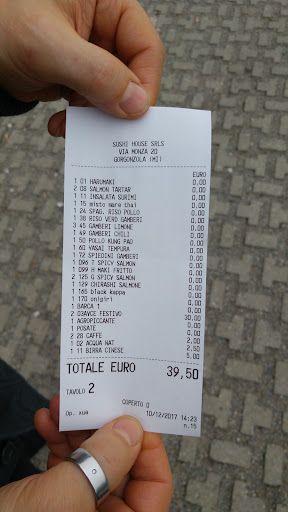 SUSHI HOUSE SRLS
VIA MONZA 20
GORGONZOLA (MI)
EURO
1 01 HARUMAKI 0,00
2 08 SALMON TARTAR 0,00
1 11 INSALATA SURIMI 0,00
1 15 misto mare thai 0,00
1 24 SPAG. RISO POLLO 0,00
1 38 RISO VERD GAMBERI 0,00
3 45 GAMBERI LIMONE 0,00
1 49 GAMBERI CHILI 0,00
1 50 POLLO KUNG PAO 0,00
1 60 VASAI TEMPURA 0,00
1 72 SPIEDINI GAMBERI 0,00
1 096 T SPICY SALMON 0,00
1 099 H MAKI FRITTO 0,00
2 125 G SPICY SALMON 0,00
1 129 CHIRASHI SALMONE 0,00
1 165 black kappa 0,00
1 170 onigiri 0,00
1 BARCA 1 0,00
2 03AYCE FESTIVO 30,00
1 AGROPICCANTE 0,00
1 POSATE 0,00
2 28 CAFFE 2,00
1 02 ACQUA NAT 2,50
1 11 BIRRA CINESE 5,00
TOTALE EURO 39,50
TAVOLO 2
COPERTO 0
Op. xua 10/12/2017 14:23
n.15